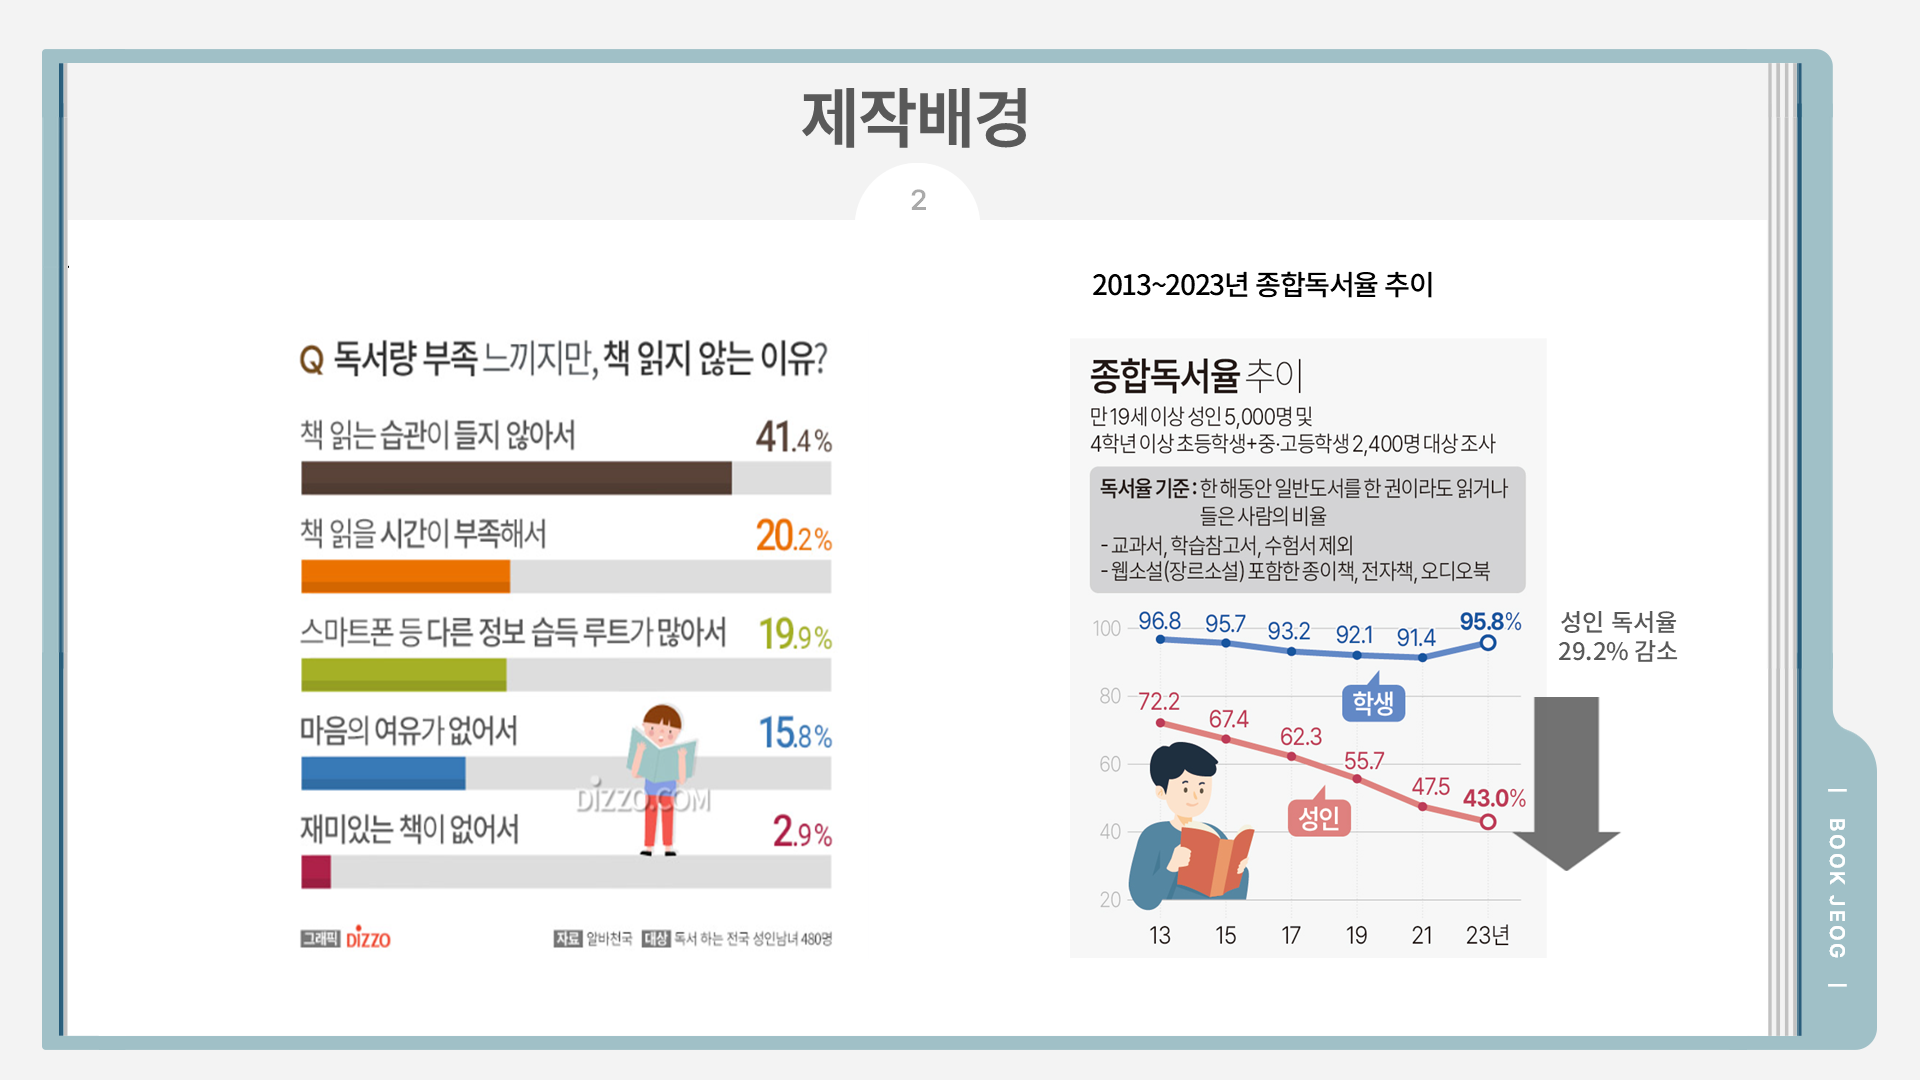 제작배경
2
Q 독서량 부족 느끼지만, 책 읽지 않는 이유?
책 읽는 습관이 들지 않아서 41.4%
책 읽을 시간이 부족해서 20.2%
스마트폰 등 다른 정보 습득 루트가 많아서 19.9%
마음의 여유가 없어서 15.8%
재미있는 책이 없어서 2.9%
DIZZO.COM
그래픽 DIZZO 자료 알바천국 대상 독서 하는 전국 성인남녀 480명
2013~2023년 종합독서율 추이
종합독서율 추이
만 19세 이상 성인 5,000명 및
4학년 이상 초등학생+중·고등학생 2,400명 대상 조사
독서율 기준 : 한 해 동안 일반도서를 한 권이라도 읽거나
들은 사람의 비율
- 교과서, 학습참고서, 수험서 제외
- 웹소설(장르소설) 포함한 종이책, 전자책, 오디오북
100 96.8 95.7 93.2 92.1 91.4 95.8%
학생
80 72.2 67.4 62.3 55.7 47.5 43.0%
60
성인
40
20
13 15 17 19 21 23년
성인 독서율
29.2% 감소
| BOOK JEOG |